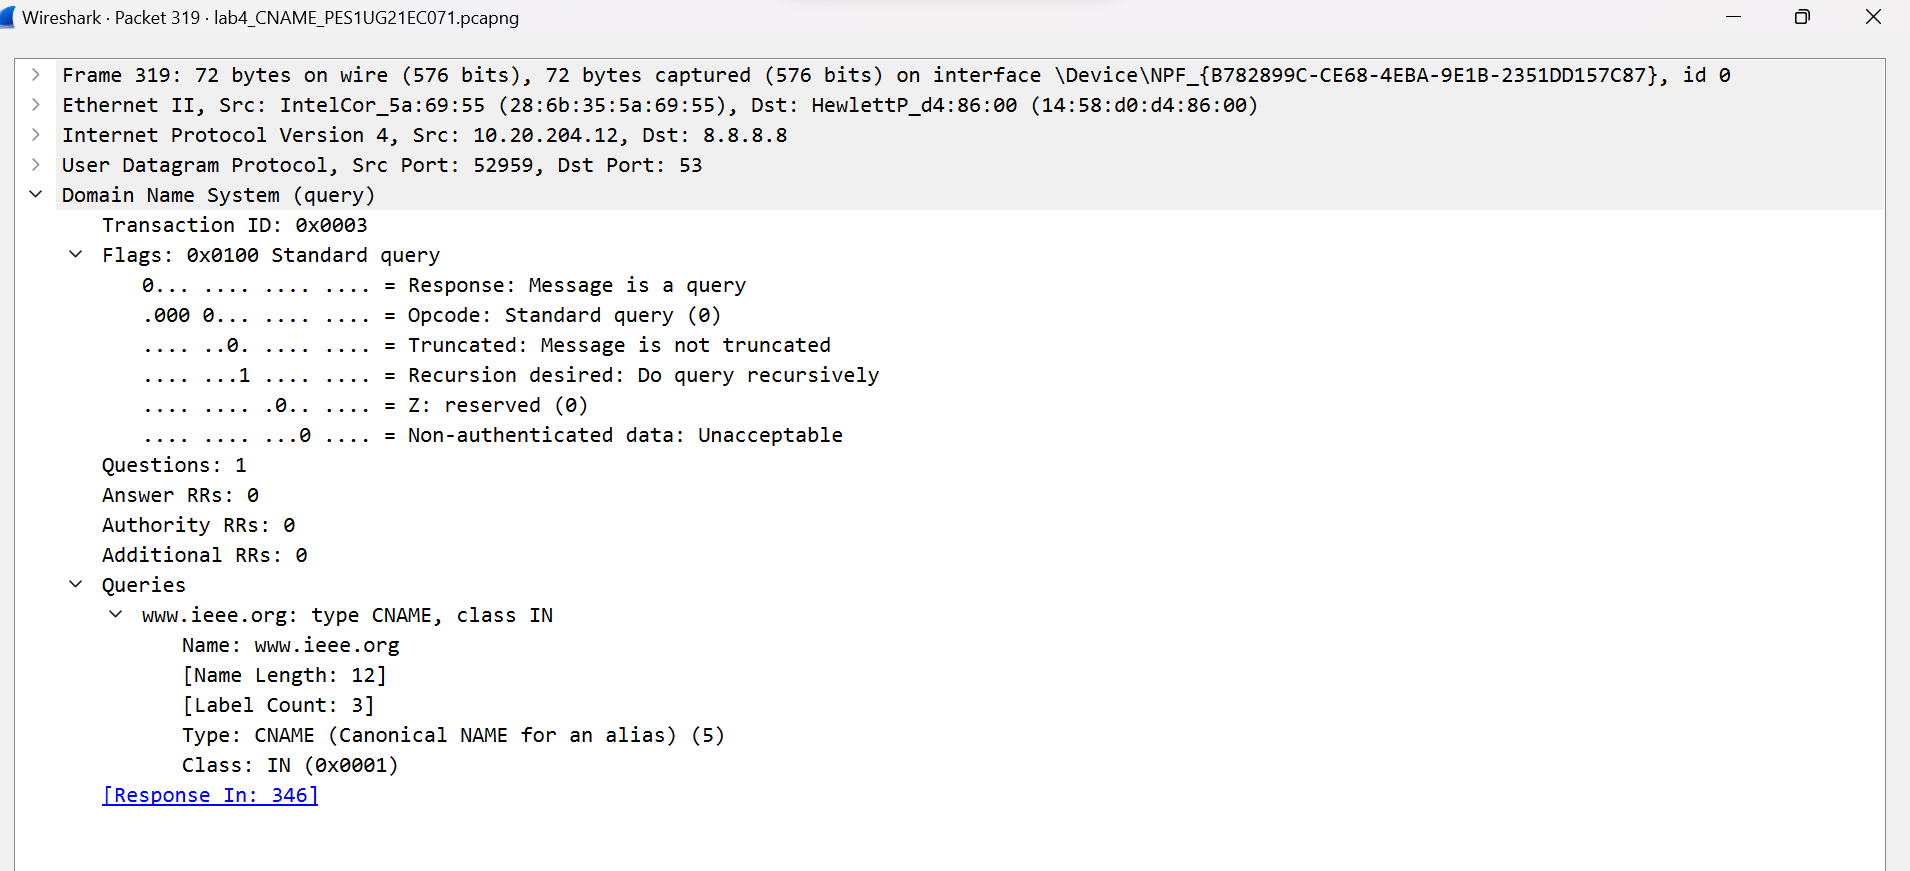 Wireshark · Packet 319 · lab4_CNAME_PES1UG21EC071.pcapng
Frame 319: 72 bytes on wire (576 bits), 72 bytes captured (576 bits) on interface \Device\NPF_{B782899C-CE68-4EBA-9E1B-2351DD157C87}, id 0
Ethernet II, Src: IntelCor_5a:69:55 (28:6b:35:5a:69:55), Dst: HewlettP_d4:86:00 (14:58:d0:d4:86:00)
Internet Protocol Version 4, Src: 10.20.204.12, Dst: 8.8.8.8
User Datagram Protocol, Src Port: 52959, Dst Port: 53
Domain Name System (query)
Transaction ID: 0x0003
Flags: 0x0100 Standard query
0... .... .... .... = Response: Message is a query
.000 0... .... .... = Opcode: Standard query (0)
.... ..0. .... .... = Truncated: Message is not truncated
.... ...1 .... .... = Recursion desired: Do query recursively
.... .... .0.. .... = Z: reserved (0)
.... .... ...0 .... = Non-authenticated data: Unacceptable
Questions: 1
Answer RRs: 0
Authority RRs: 0
Additional RRs: 0
Queries
www.ieee.org: type CNAME, class IN
Name: www.ieee.org
[Name Length: 12]
[Label Count: 3]
Type: CNAME (Canonical NAME for an alias) (5)
Class: IN (0x0001)
[Response In: 346]